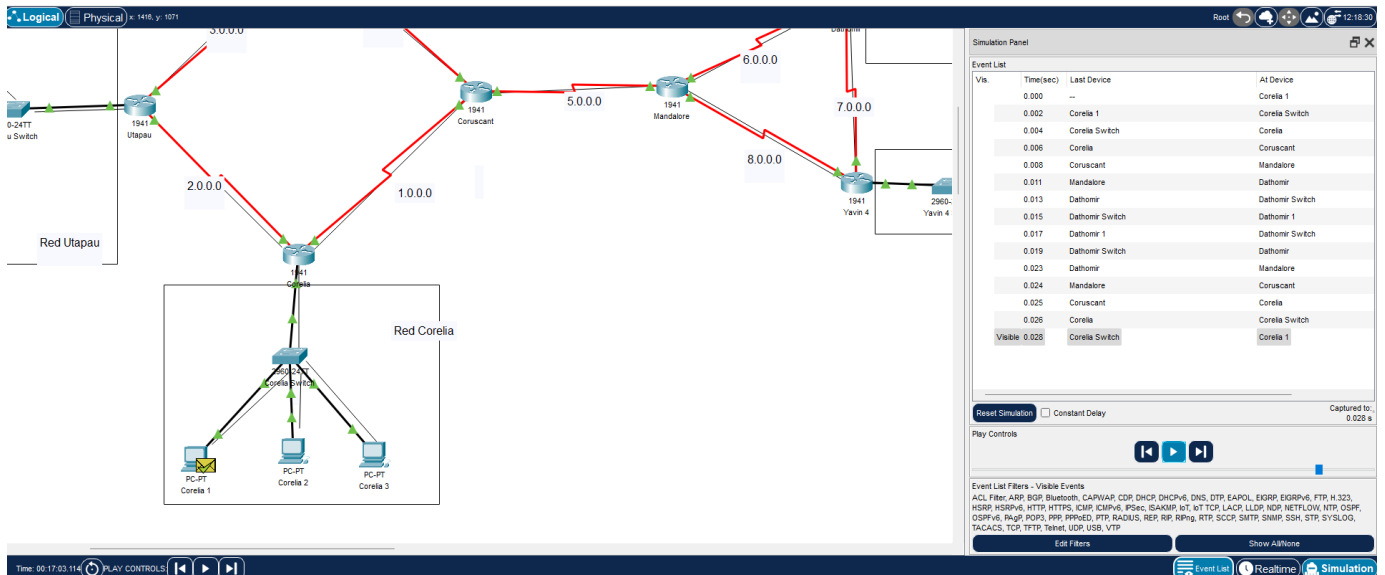 Logical Physical x: 1416, y: 1071 Root 12:18:30
3.0.0.0
6.0.0.0
5.0.0.0
7.0.0.0
8.0.0.0
2.0.0.0
1.0.0.0
0-24TT
u Switch
1941
Utapau
1941
Coruscant
1941
Mandalore
Dathomir
1941
Yavin 4
2960-
Yavin 4
Red Utapau
1941
Corelia
Red Corelia
2960-24TT
Corelia Switch
PC-PT
Corelia 1
PC-PT
Corelia 2
PC-PT
Corelia 3
Simulation Panel
Event List
Vis. Time(sec) Last Device At Device
0.000 -- Corelia 1
0.002 Corelia 1 Corelia Switch
0.004 Corelia Switch Corelia
0.006 Corelia Coruscant
0.008 Coruscant Mandalore
0.011 Mandalore Dathomir
0.013 Dathomir Dathomir Switch
0.015 Dathomir Switch Dathomir 1
0.017 Dathomir 1 Dathomir Switch
0.019 Dathomir Switch Dathomir
0.023 Dathomir Mandalore
0.024 Mandalore Coruscant
0.025 Coruscant Corelia
0.026 Corelia Corelia Switch
Visible 0.028 Corelia Switch Corelia 1
Reset Simulation Constant Delay Captured to:
0.028 s
Play Controls
Event List Filters - Visible Events
ACL Filter, ARP, BGP, Bluetooth, CAPWAP, CDP, DHCP, DHCPv6, DNS, DTP, EAPOL, EIGRP, EIGRPv6, FTP, H.323,
HSRP, HSRPv6, HTTP, HTTPS, ICMP, ICMPv6, IPSec, ISAKMP, IoT, IoT TCP, LACP, LLDP, NDP, NETFLOW, NTP, OSPF,
OSPFv6, PAgP, POP3, PPP, PPPoED, PTP, RADIUS, REP, RIP, RIPng, RTP, SCCP, SMTP, SNMP, SSH, STP, SYSLOG,
TACACS, TCP, TFTP, Telnet, UDP, USB, VTP
Edit Filters Show All/None
Time: 00:17:03.114 PLAY CONTROLS: Event List Realtime Simulation